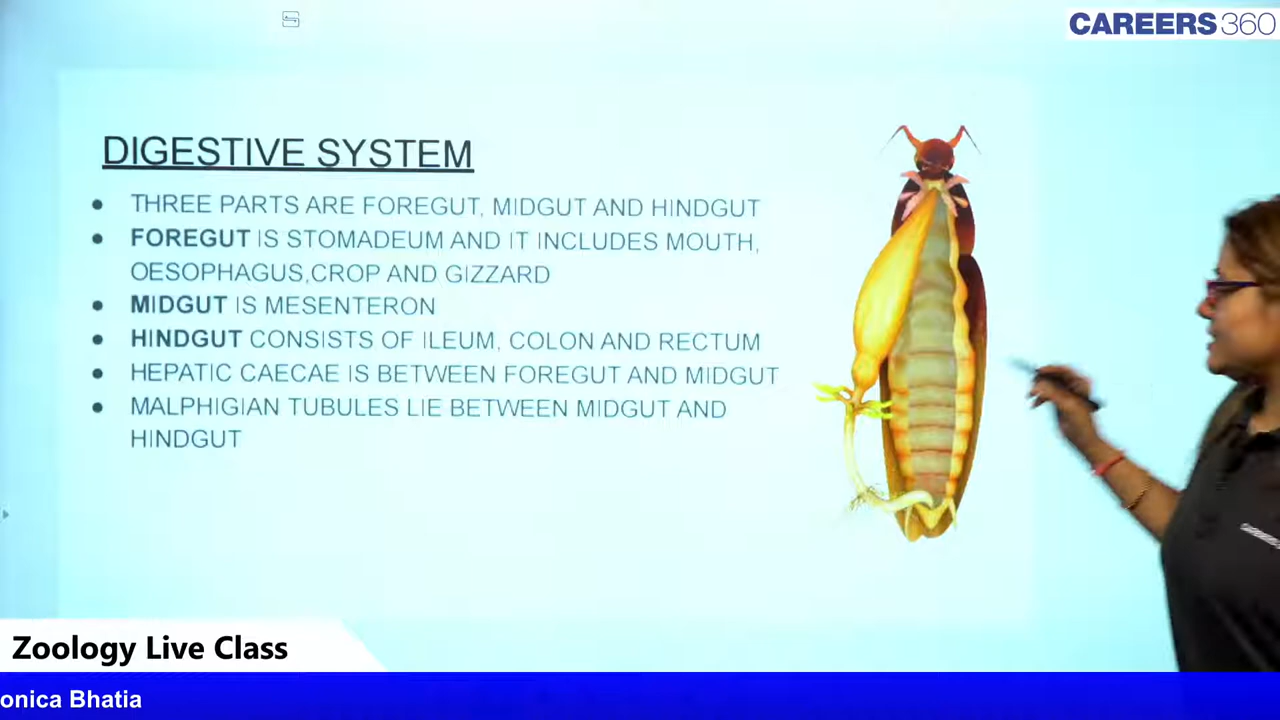 CAREERS360
DIGESTIVE SYSTEM
● THREE PARTS ARE FOREGUT, MIDGUT AND HINDGUT
● FOREGUT IS STOMADEUM AND IT INCLUDES MOUTH,
OESOPHAGUS,CROP AND GIZZARD
● MIDGUT IS MESENTERON
● HINDGUT CONSISTS OF ILEUM, COLON AND RECTUM
● HEPATIC CAECAE IS BETWEEN FOREGUT AND MIDGUT
● MALPHIGIAN TUBULES LIE BETWEEN MIDGUT AND
HINDGUT
Zoology Live Class
onica Bhatia